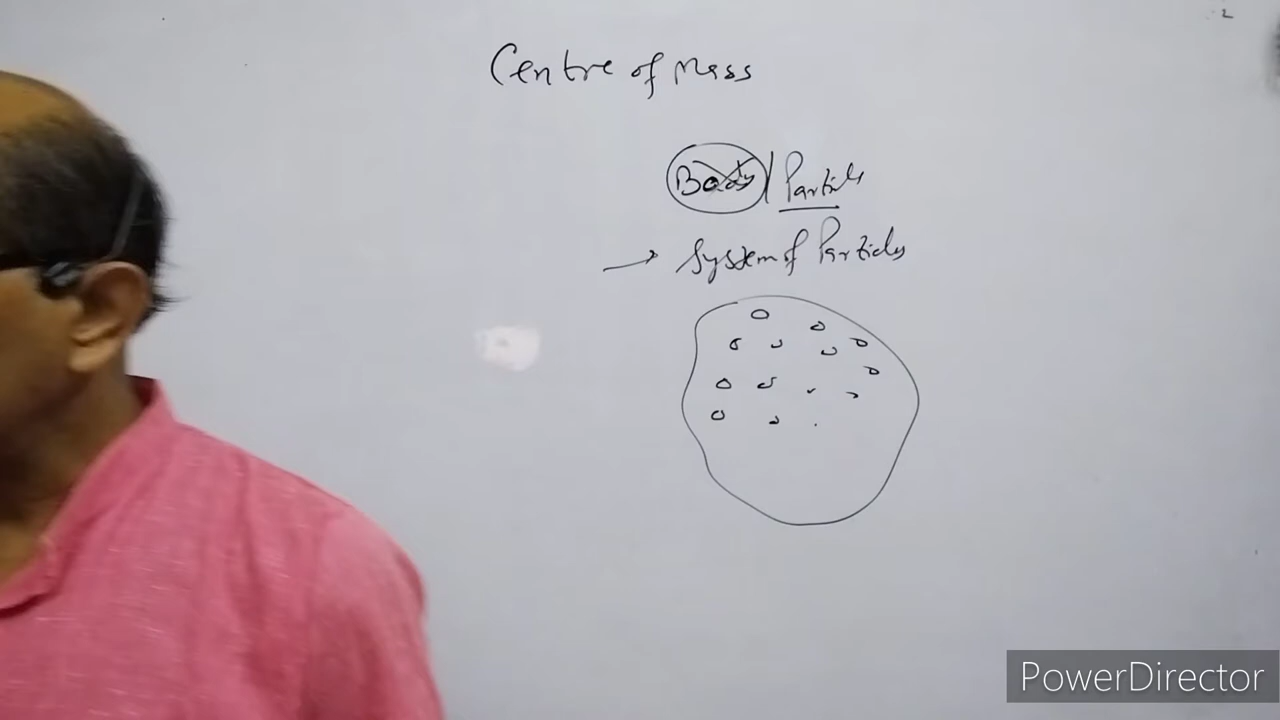 Centre of Mass
Body / Particle
→ System of Particles
PowerDirector